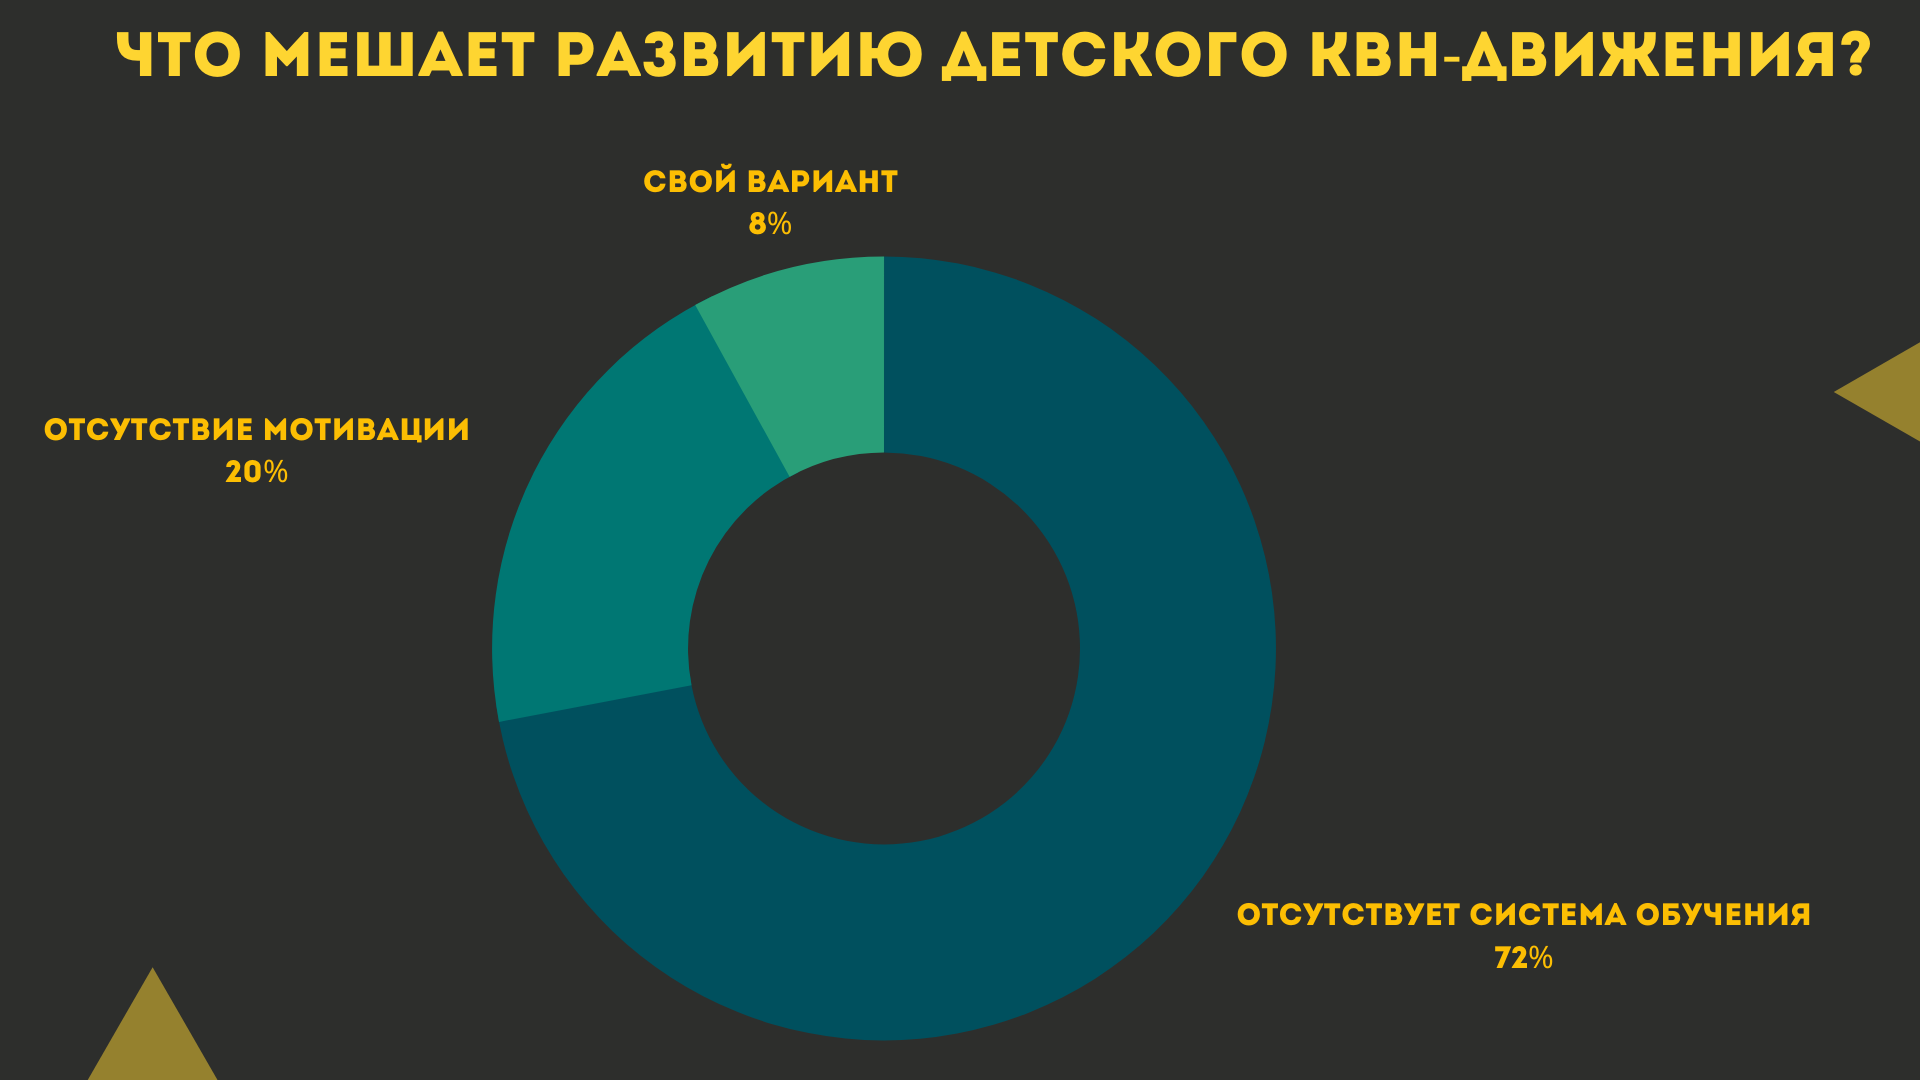 ЧТО МЕШАЕТ РАЗВИТИЮ ДЕТСКОГО КВН-ДВИЖЕНИЯ?
СВОЙ ВАРИАНТ
8%
ОТСУТСТВИЕ МОТИВАЦИИ
20%
ОТСУТСТВУЕТ СИСТЕМА ОБУЧЕНИЯ
72%